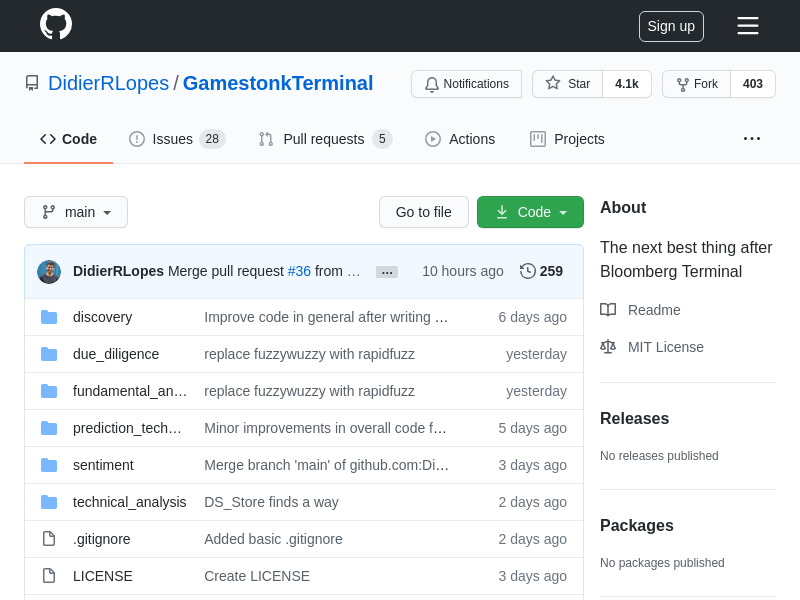 Sign up
DidierRLopes / GamestonkTerminal
Notifications
Star 4.1k
Fork 403
Code
Issues 28
Pull requests 5
Actions
Projects
...
main
Go to file
Code
About
The next best thing after
Bloomberg Terminal
Readme
MIT License
Releases
No releases published
Packages
No packages published
DidierRLopes Merge pull request #36 from … ... 10 hours ago 259
discovery Improve code in general after writing … 6 days ago
due_diligence replace fuzzywuzzy with rapidfuzz yesterday
fundamental_an… replace fuzzywuzzy with rapidfuzz yesterday
prediction_tech… Minor improvements in overall code f… 5 days ago
sentiment Merge branch 'main' of github.com:Di… 3 days ago
technical_analysis DS_Store finds a way 2 days ago
.gitignore Added basic .gitignore 2 days ago
LICENSE Create LICENSE 3 days ago